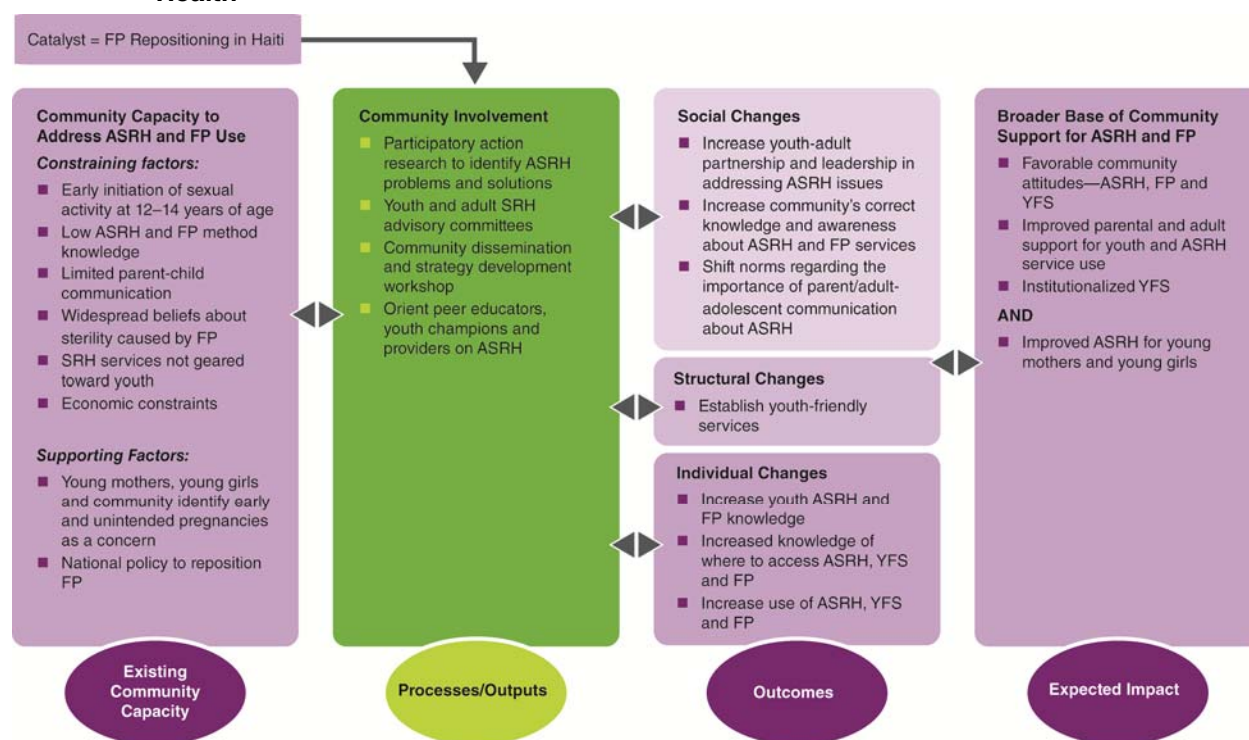 Health
Catalyst = FP Repositioning in Haiti
Community Capacity to
Address ASRH and FP Use
Constraining factors:
Early initiation of sexual
activity at 12–14 years of age
Low ASRH and FP method
knowledge
Limited parent-child
communication
Widespread beliefs about
sterility caused by FP
SRH services not geared
toward youth
Economic constraints
Supporting Factors:
Young mothers, young girls
and community identify early
and unintended pregnancies
as a concern
National policy to reposition
FP
Existing
Community
Capacity
Community Involvement
Participatory action
research to identify ASRH
problems and solutions
Youth and adult SRH
advisory committees
Community dissemination
and strategy development
workshop
Orient peer educators,
youth champions and
providers on ASRH
Processes/Outputs
Social Changes
Increase youth-adult
partnership and leadership in
addressing ASRH issues
Increase community's correct
knowledge and awareness
about ASRH and FP services
Shift norms regarding the
importance of parent/adult-
adolescent communication
about ASRH
Structural Changes
Establish youth-friendly
services
Individual Changes
Increase youth ASRH and
FP knowledge
Increased knowledge of
where to access ASRH, YFS
and FP
Increase use of ASRH, YFS
and FP
Outcomes
Broader Base of Community
Support for ASRH and FP
Favorable community
attitudes—ASRH, FP and
YFS
Improved parental and adult
support for youth and ASRH
service use
Institutionalized YFS
AND
Improved ASRH for young
mothers and young girls
Expected Impact